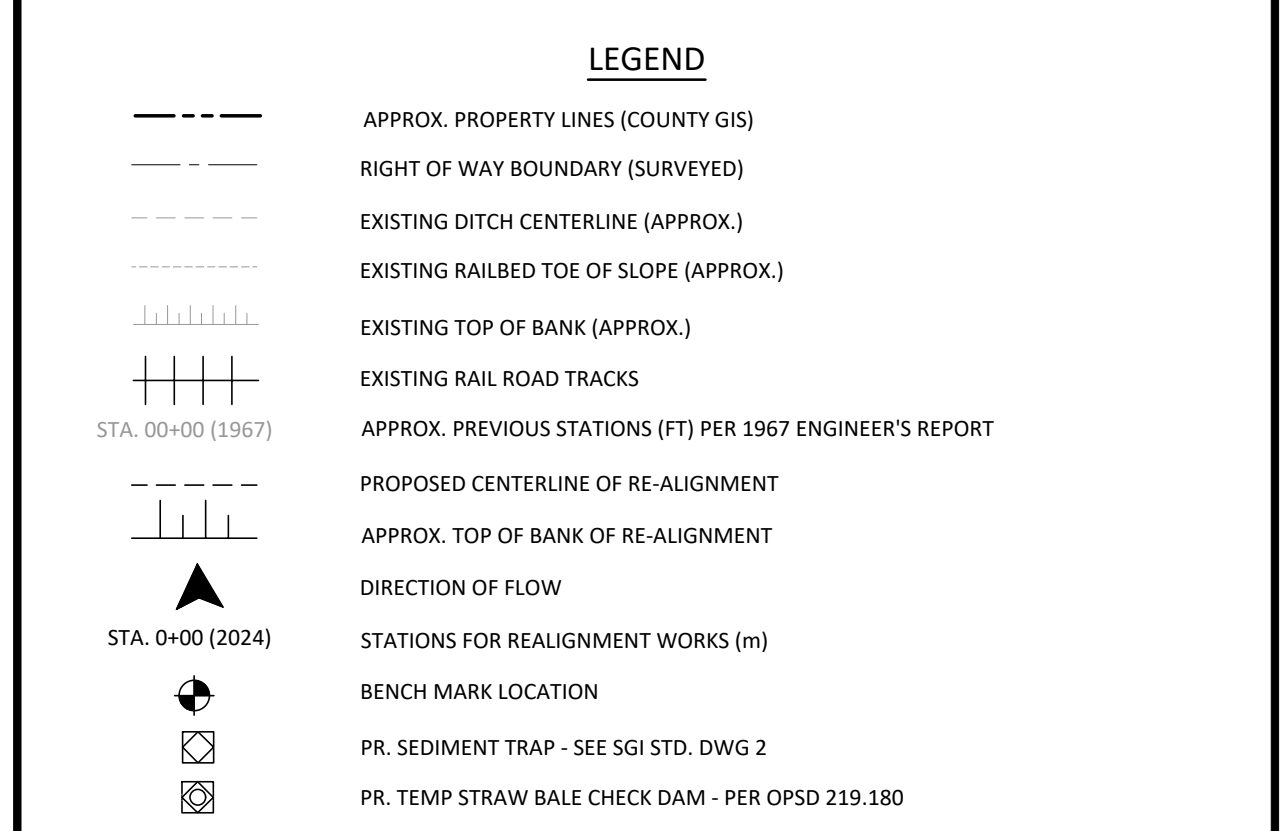 LEGEND
APPROX. PROPERTY LINES (COUNTY GIS)
RIGHT OF WAY BOUNDARY (SURVEYED)
EXISTING DITCH CENTERLINE (APPROX.)
EXISTING RAILBED TOE OF SLOPE (APPROX.)
EXISTING TOP OF BANK (APPROX.)
EXISTING RAIL ROAD TRACKS
STA. 00+00 (1967) APPROX. PREVIOUS STATIONS (FT) PER 1967 ENGINEER'S REPORT
PROPOSED CENTERLINE OF RE-ALIGNMENT
APPROX. TOP OF BANK OF RE-ALIGNMENT
DIRECTION OF FLOW
STA. 0+00 (2024) STATIONS FOR REALIGNMENT WORKS (m)
BENCH MARK LOCATION
PR. SEDIMENT TRAP - SEE SGI STD. DWG 2
PR. TEMP STRAW BALE CHECK DAM - PER OPSD 219.180